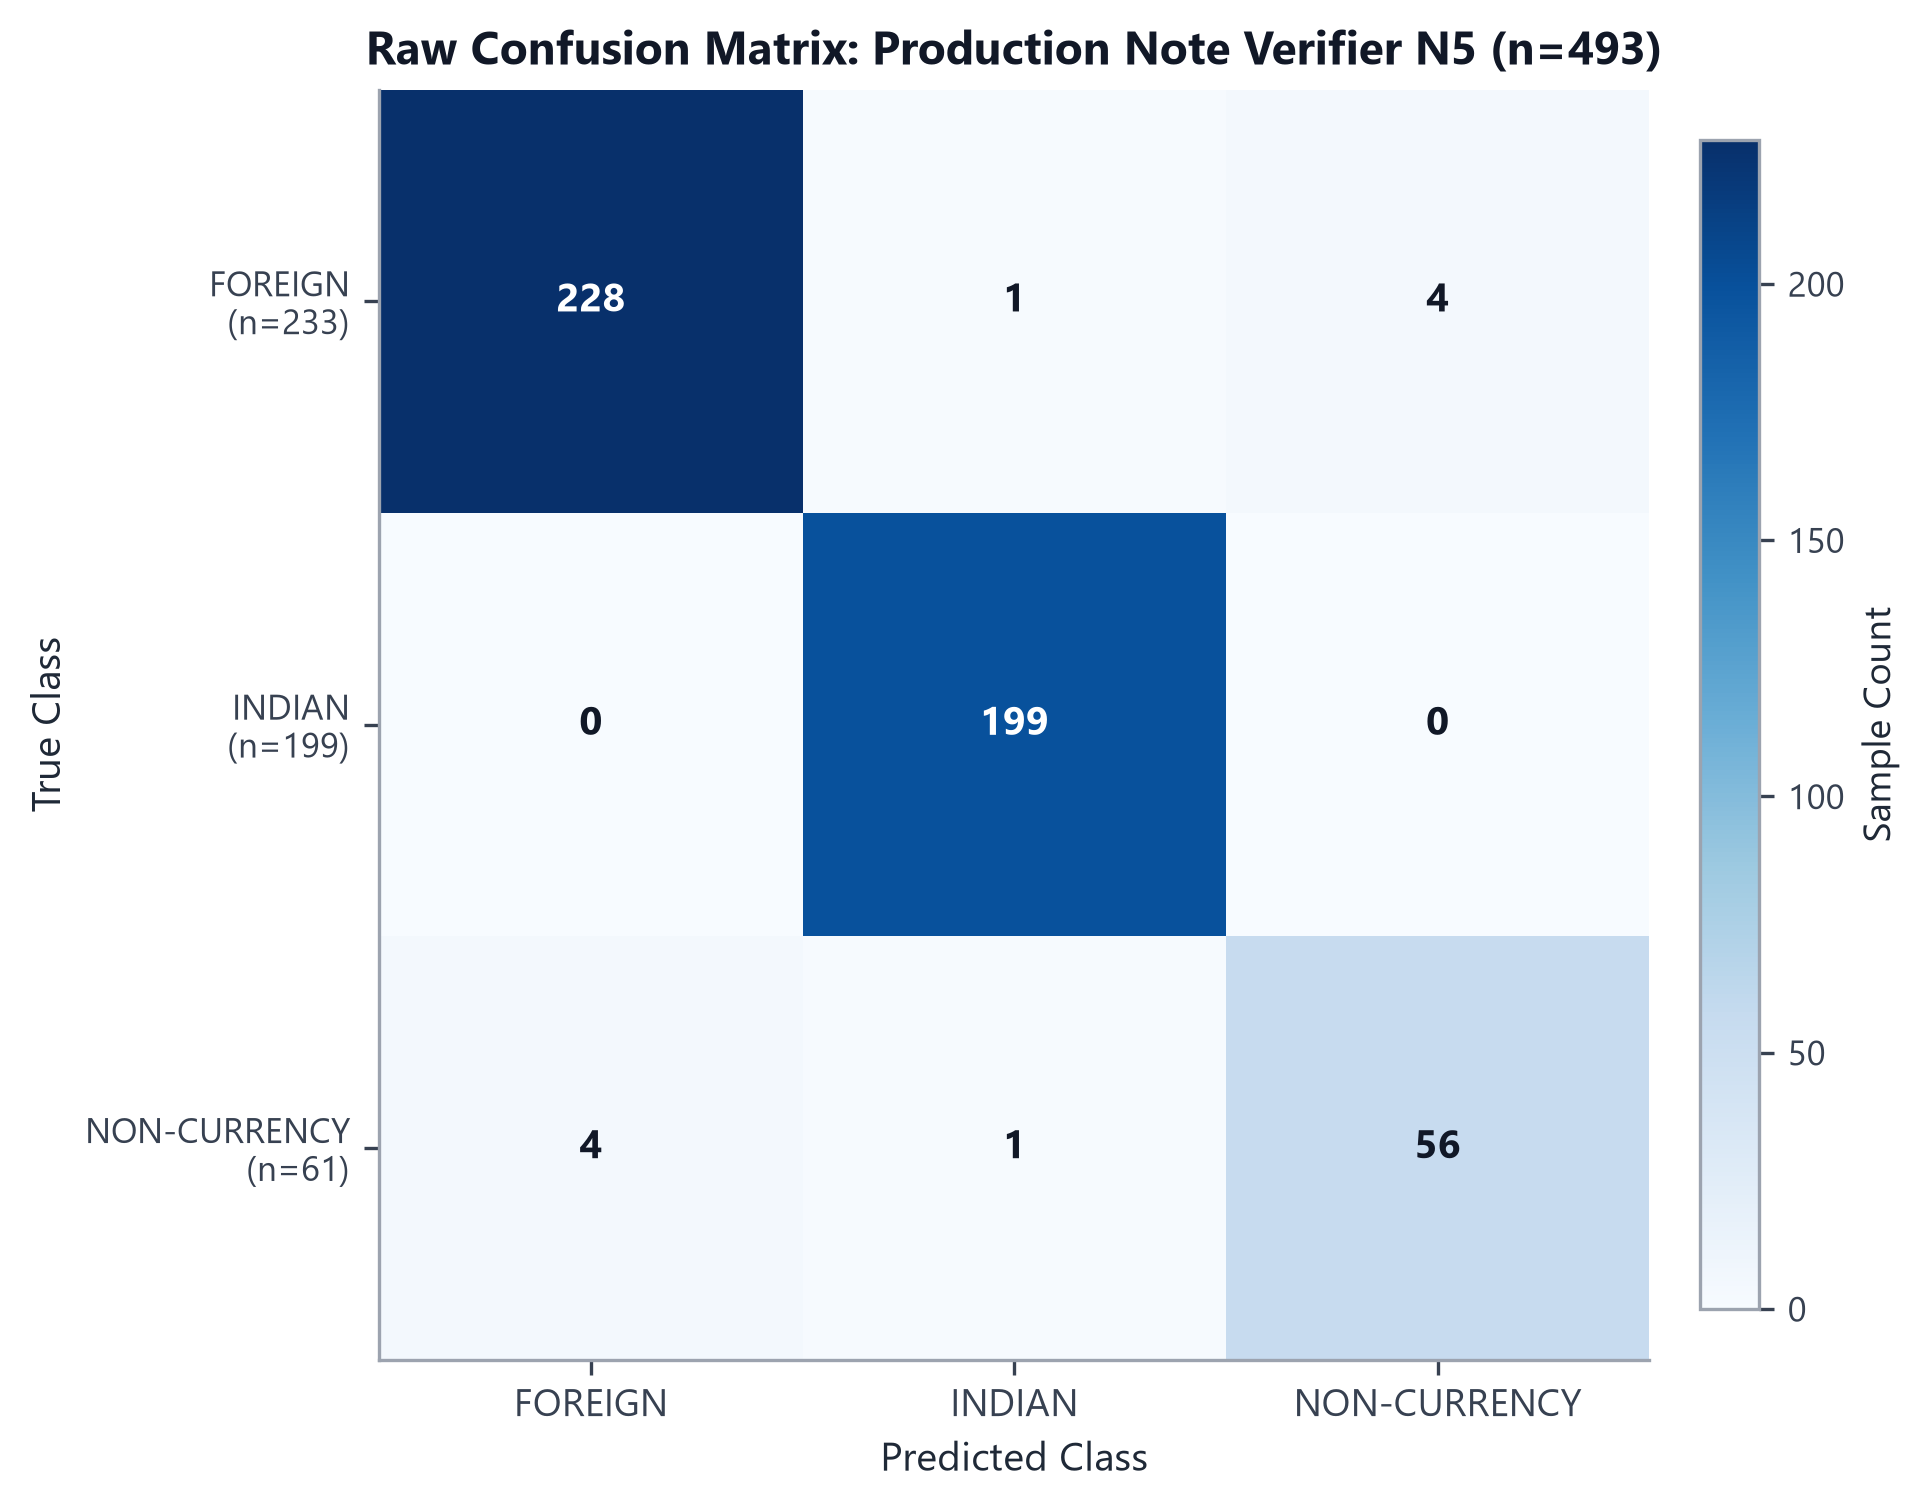 Raw Confusion Matrix: Production Note Verifier N5 (n=493)
FOREIGN
(n=233)
228
1
4
INDIAN
(n=199)
0
199
0
NON-CURRENCY
(n=61)
4
1
56
True Class
FOREIGN
INDIAN
NON-CURRENCY
Predicted Class
200
150
100
50
0
Sample Count